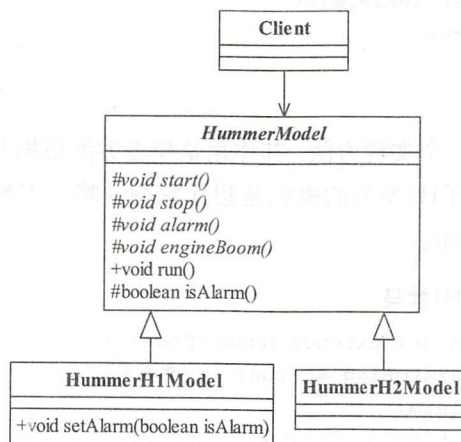 Client
HummerModel
#void start()
#void stop()
#void alarm()
#void engineBoom()
+void run()
#boolean isAlarm()
HummerH1Model
+void setAlarm(boolean isAlarm)
HummerH2Model